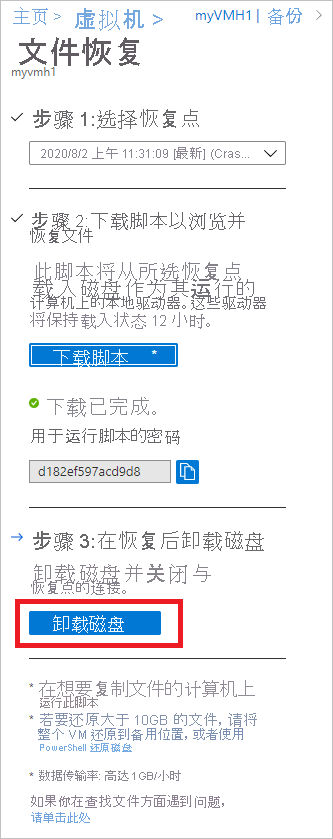 主页 > 虚拟机 > myVMH1 | 备份 >
文件恢复
myvmh1
步骤 1:选择恢复点
2020/8/2 上午 11:31:09 [最新] (Cras...
步骤 2:下载脚本以浏览并
恢复文件
此脚本将从所选恢复点
载入磁盘作为其运行的
计算机上的本地驱动器。这些驱动器
将保持载入状态 12 小时。
下载脚本 *
下载已完成。
用于运行脚本的密码
d182ef597acd9d8
步骤 3:在恢复后卸载磁盘
卸载磁盘并关闭与
恢复点的连接。
卸载磁盘
* 在想要复制文件的计算机上
运行此脚本
* 若要还原大于 10GB 的文件，请将
整个 VM 还原到备用位置，或者使用
PowerShell 还原磁盘
* 数据传输率: 高达 1GB/小时
如果你在查找文件方面遇到问题，
请单击此处